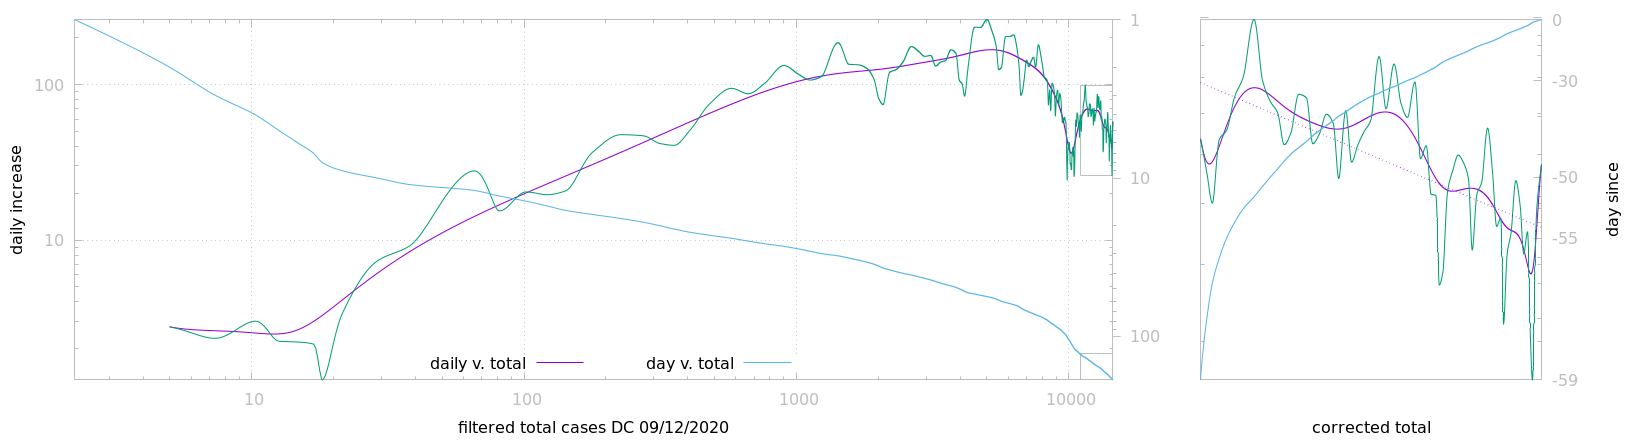 daily increase
100
10
1
10
100
daily v. total
day v. total
10
100
1000
10000
filtered total cases DC 09/12/2020
0
-30
-50
-55
-59
day since
corrected total